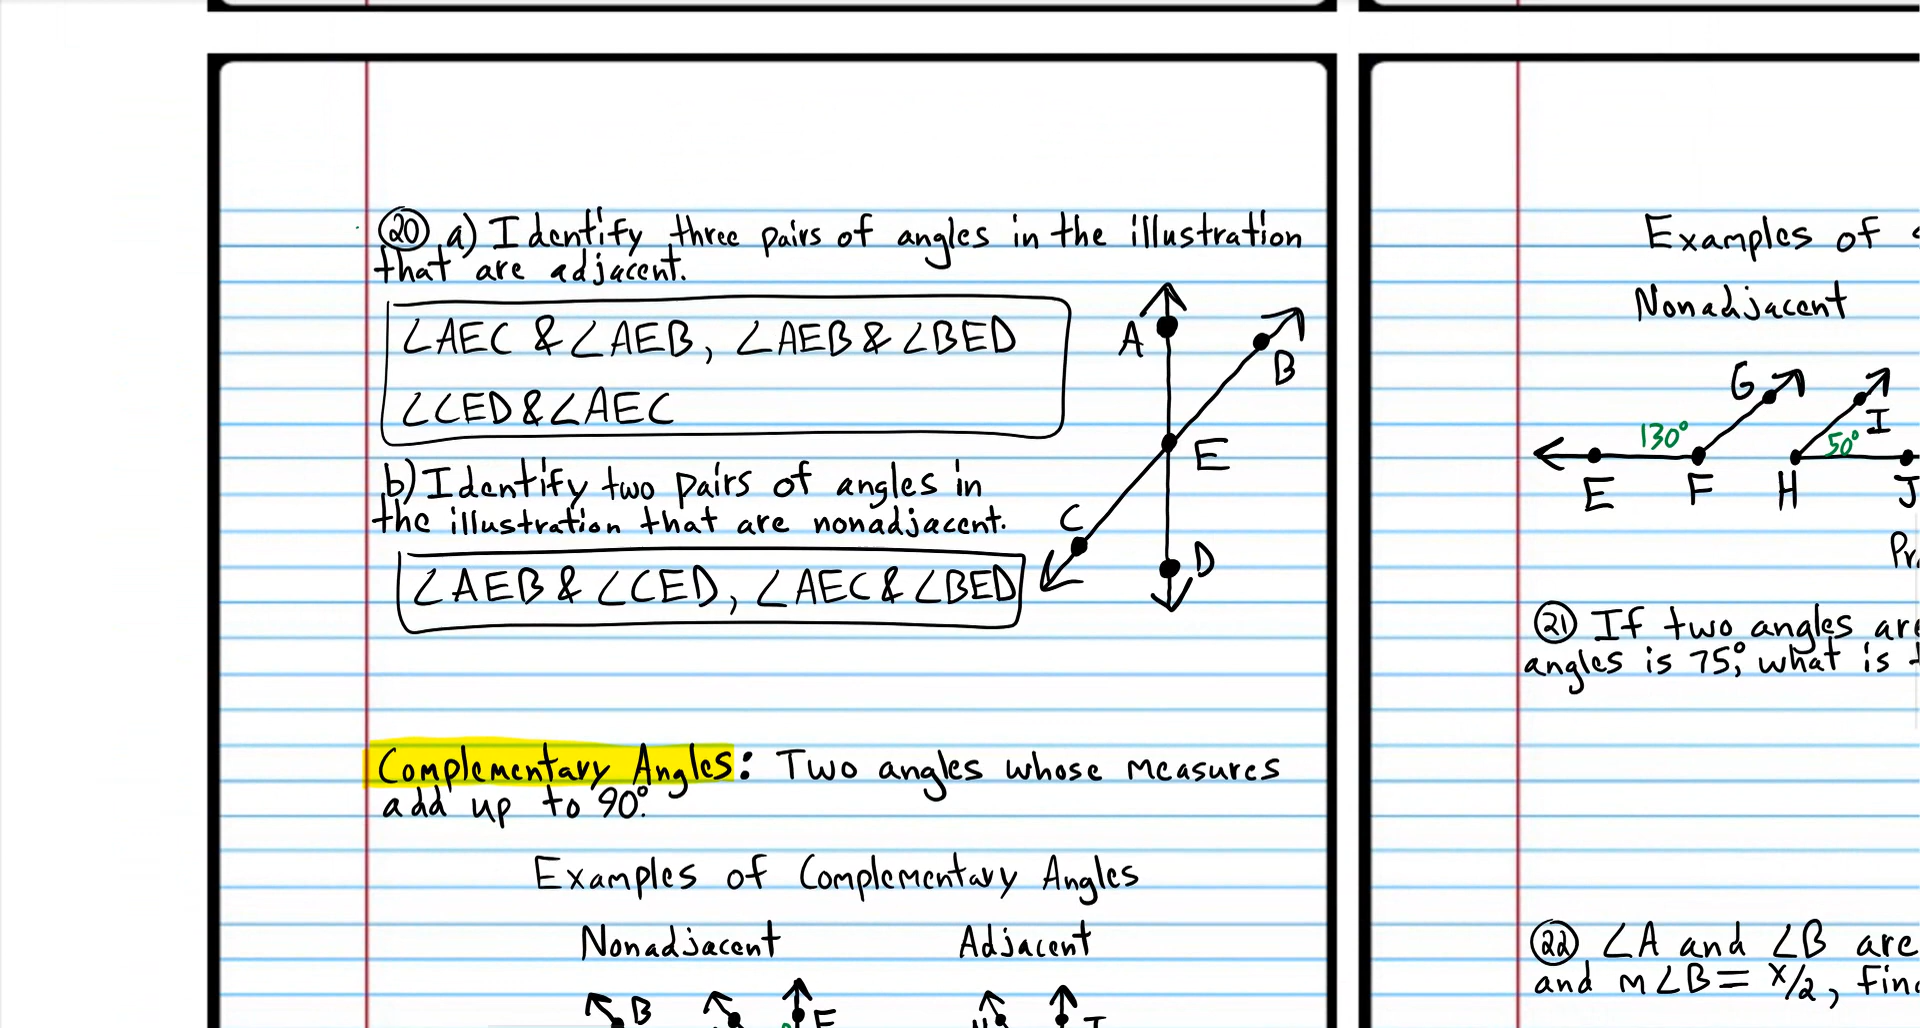 20 a) Identify three pairs of angles in the illustration
that are adjacent.
∠AEC & ∠AEB, ∠AEB & ∠BED
∠CED & ∠AEC
A
B
E
C
D
b) Identify two pairs of angles in
the illustration that are nonadjacent.
∠AEB & ∠CED, ∠AEC & ∠BED
Complementary Angles: Two angles whose measures
add up to 90°.
Examples of Complementary Angles
Nonadjacent Adjacent
B
Examples of
Nonadjacent
G
I
130°
50°
E F H J
21 If two angles are
angles is 75°, what is
22 ∠A and ∠B are
and m∠B = x/2, find